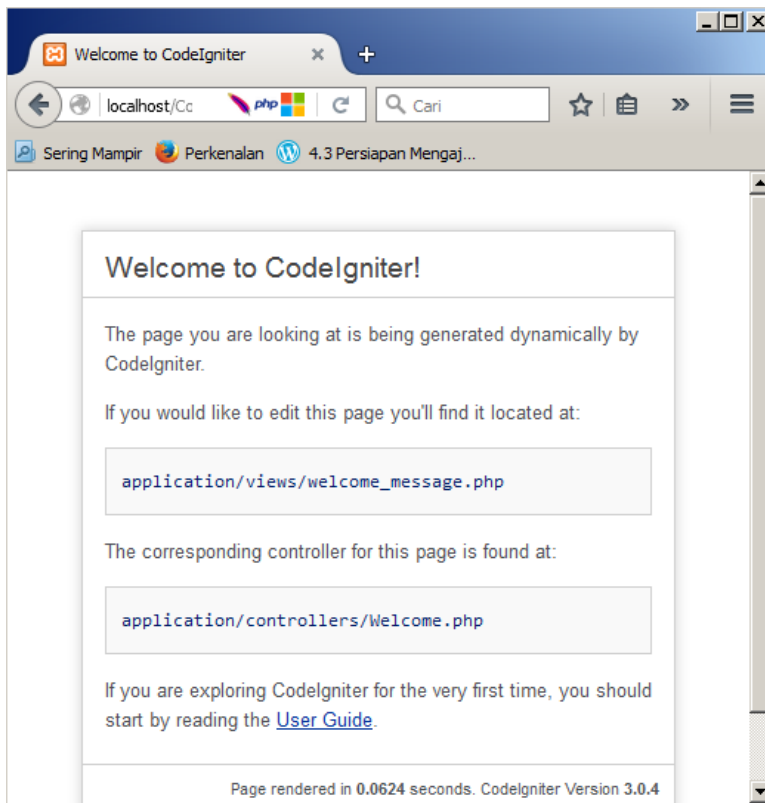 Welcome to CodeIgniter
localhost/Cc
php
Cari
Sering Mampir Perkenalan 4.3 Persiapan Mengaj...
Welcome to CodeIgniter!
The page you are looking at is being generated dynamically by
CodeIgniter.
If you would like to edit this page you'll find it located at:
application/views/welcome_message.php
The corresponding controller for this page is found at:
application/controllers/Welcome.php
If you are exploring CodeIgniter for the very first time, you should
start by reading the User Guide.
Page rendered in 0.0624 seconds. CodeIgniter Version 3.0.4